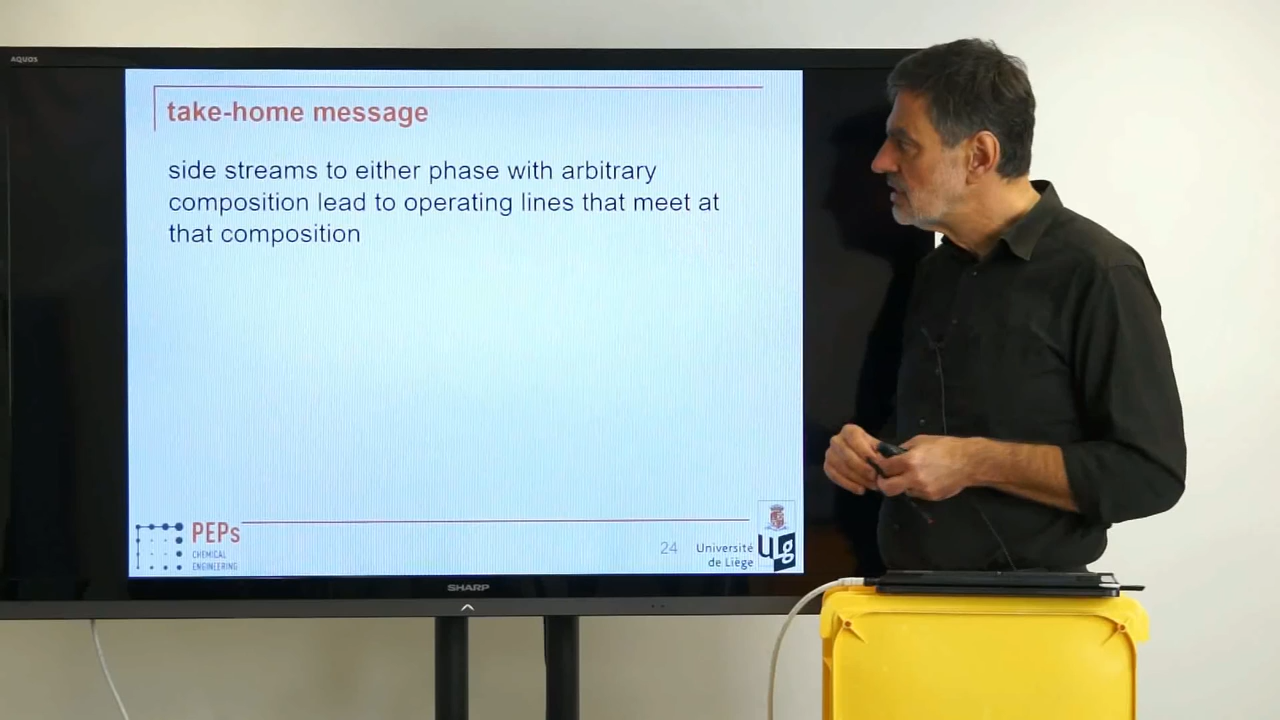 AQUOS
take-home message
side streams to either phase with arbitrary
composition lead to operating lines that meet at
that composition
PEPs
CHEMICAL
ENGINEERING
24
Université
de Liège
ug
SHARP